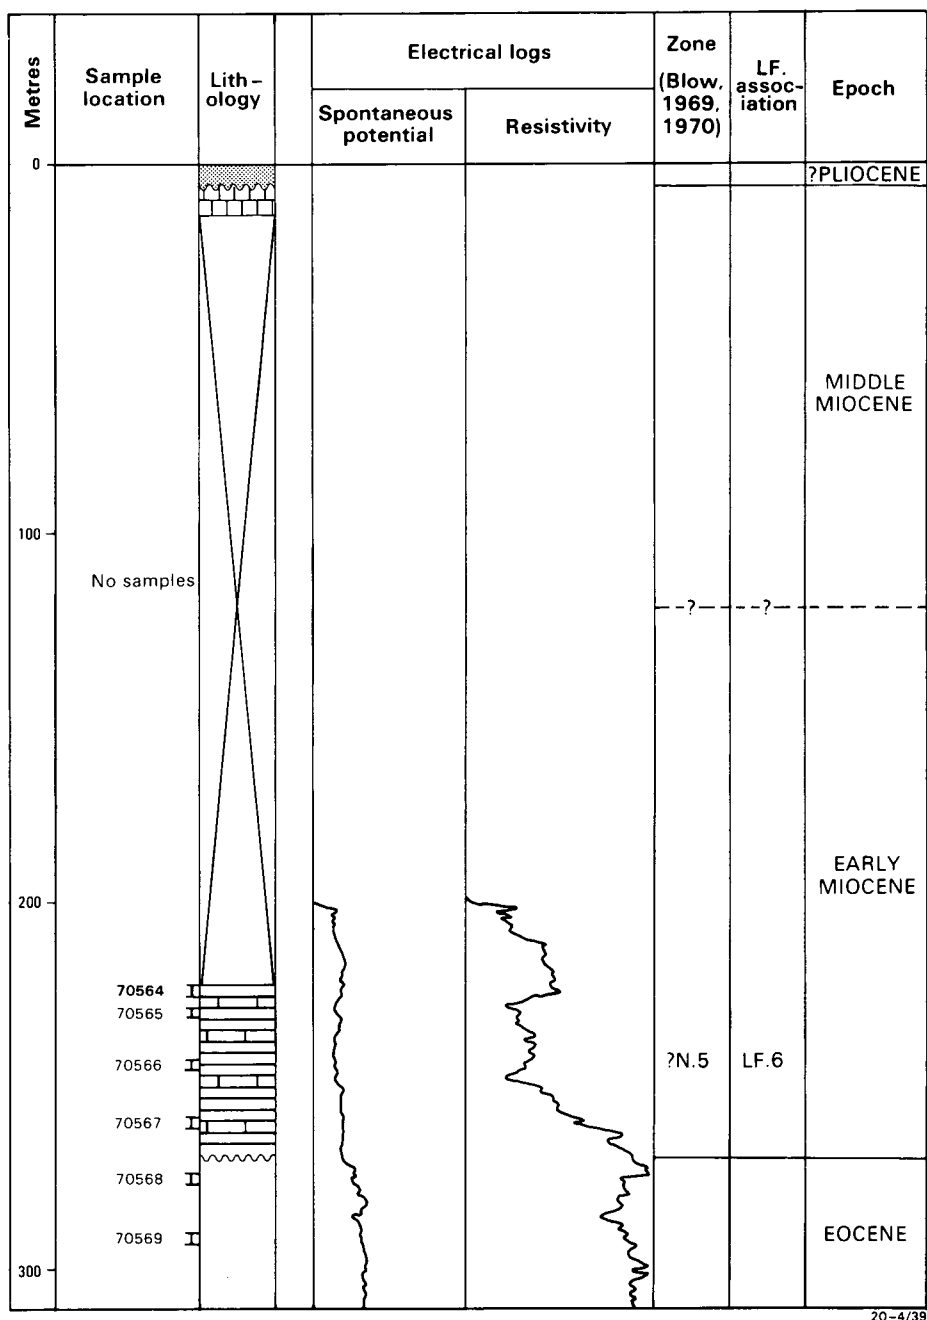 Metres
Sample
location
Lith-
ology
Electrical logs
Spontaneous
potential
Resistivity
Zone
(Blow,
1969,
1970)
LF.
assoc-
iation
Epoch
0
?PLIOCENE
MIDDLE
MIOCENE
100
No samples
--?-- --?--
EARLY
MIOCENE
200
70564
70565
70566
?N.5
LF.6
70567
70568
70569
EOCENE
300
20-4/39